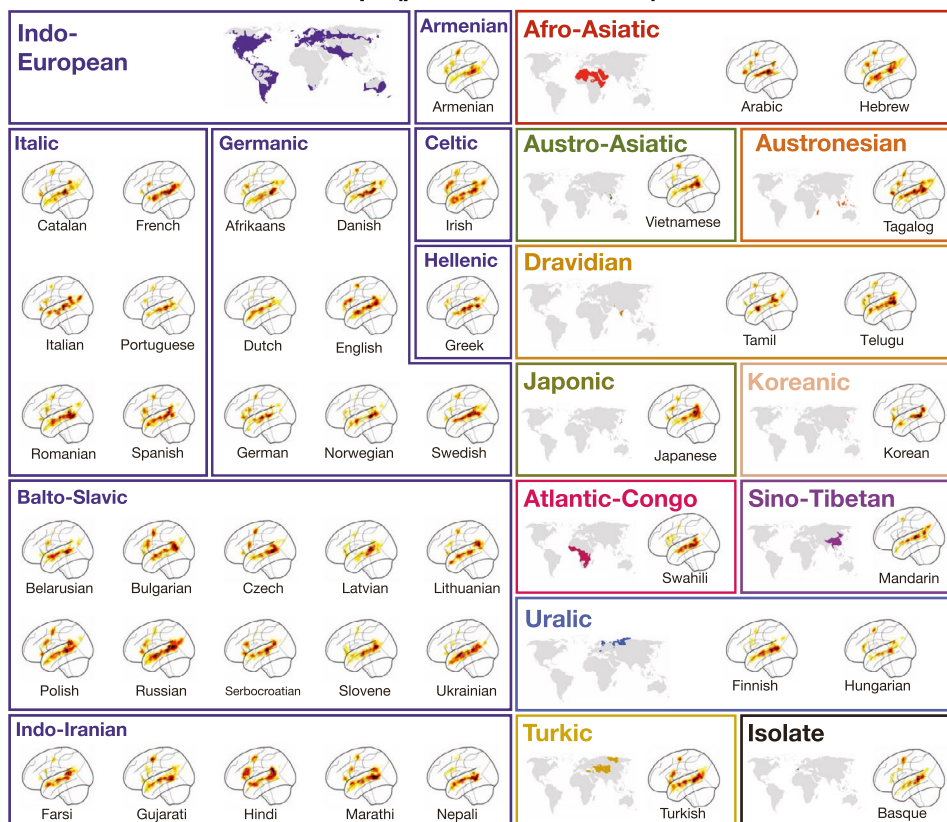 Indo-
European
Armenian
Armenian
Afro-Asiatic
Arabic
Hebrew
Italic
Catalan
French
Italian
Portuguese
Romanian
Spanish
Germanic
Afrikaans
Danish
Dutch
English
German
Norwegian
Swedish
Celtic
Irish
Hellenic
Greek
Austro-Asiatic
Vietnamese
Austronesian
Tagalog
Dravidian
Tamil
Telugu
Japonic
Japanese
Koreanic
Korean
Balto-Slavic
Belarusian
Bulgarian
Czech
Latvian
Lithuanian
Polish
Russian
Serbocroatian
Slovene
Ukrainian
Atlantic-Congo
Swahili
Sino-Tibetan
Mandarin
Uralic
Finnish
Hungarian
Indo-Iranian
Farsi
Gujarati
Hindi
Marathi
Nepali
Turkic
Turkish
Isolate
Basque